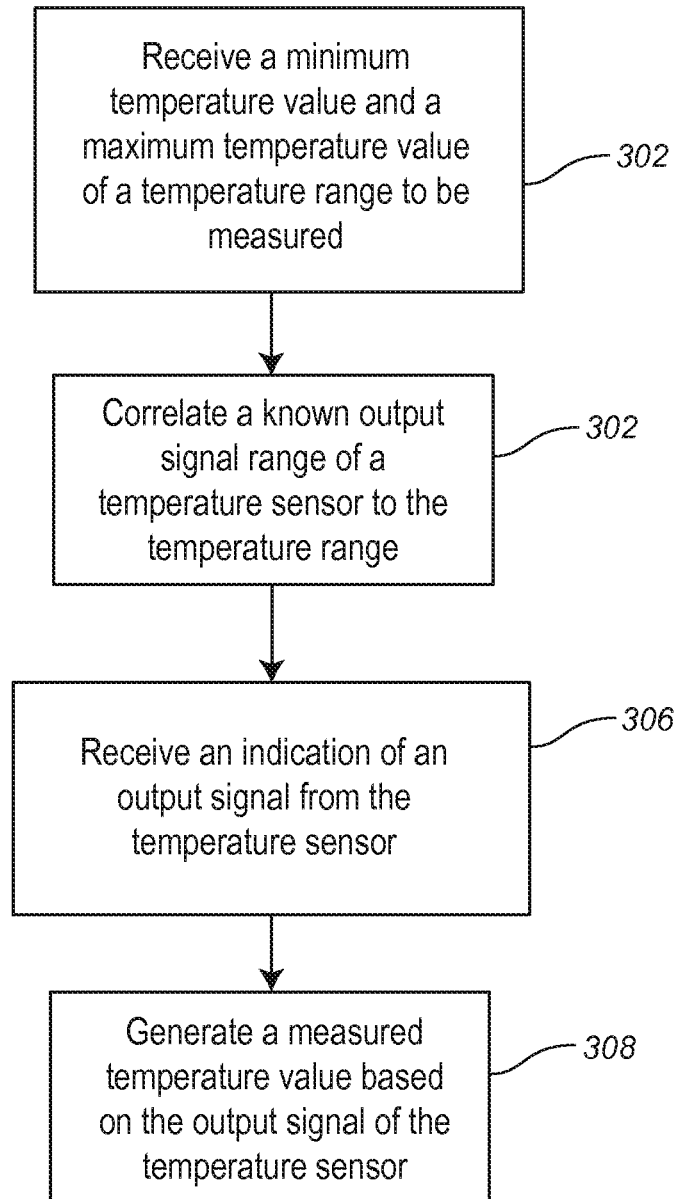 Receive a minimum
temperature value and a
maximum temperature value
of a temperature range to be
measured
302
Correlate a known output
signal range of a
temperature sensor to the
temperature range
302
Receive an indication of an
output signal from the
temperature sensor
306
Generate a measured
temperature value based
on the output signal of the
temperature sensor
308